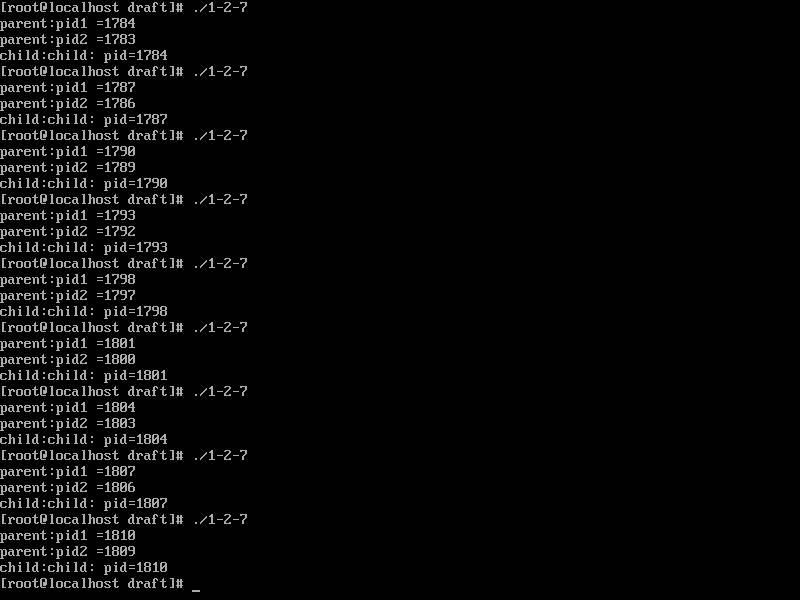 [root@localhost draft]# ./1-2-7
parent:pid1 =1784
parent:pid2 =1783
child:child: pid=1784
[root@localhost draft]# ./1-2-7
parent:pid1 =1787
parent:pid2 =1786
child:child: pid=1787
[root@localhost draft]# ./1-2-7
parent:pid1 =1790
parent:pid2 =1789
child:child: pid=1790
[root@localhost draft]# ./1-2-7
parent:pid1 =1793
parent:pid2 =1792
child:child: pid=1793
[root@localhost draft]# ./1-2-7
parent:pid1 =1798
parent:pid2 =1797
child:child: pid=1798
[root@localhost draft]# ./1-2-7
parent:pid1 =1801
parent:pid2 =1800
child:child: pid=1801
[root@localhost draft]# ./1-2-7
parent:pid1 =1804
parent:pid2 =1803
child:child: pid=1804
[root@localhost draft]# ./1-2-7
parent:pid1 =1807
parent:pid2 =1806
child:child: pid=1807
[root@localhost draft]# ./1-2-7
parent:pid1 =1810
parent:pid2 =1809
child:child: pid=1810
[root@localhost draft]# _